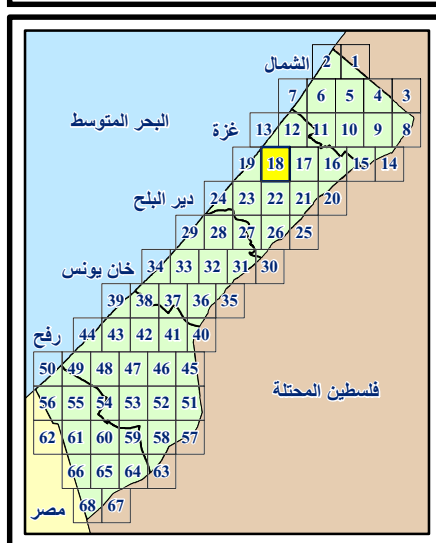 الشمال
2 1
7 6 5 4 3
البحر المتوسط
غزة
13 12 11 10 9 8
19 18 17 16 15 14
دير البلح
24 23 22 21 20
29 28 27 26 25
خان يونس
34 33 32 31 30
39 38 37 36 35
رفح
44 43 42 41 40
فلسطين المحتلة
50 49 48 47 46 45
56 55 54 53 52 51
62 61 60 59 58 57
66 65 64 63
مصر
68 67